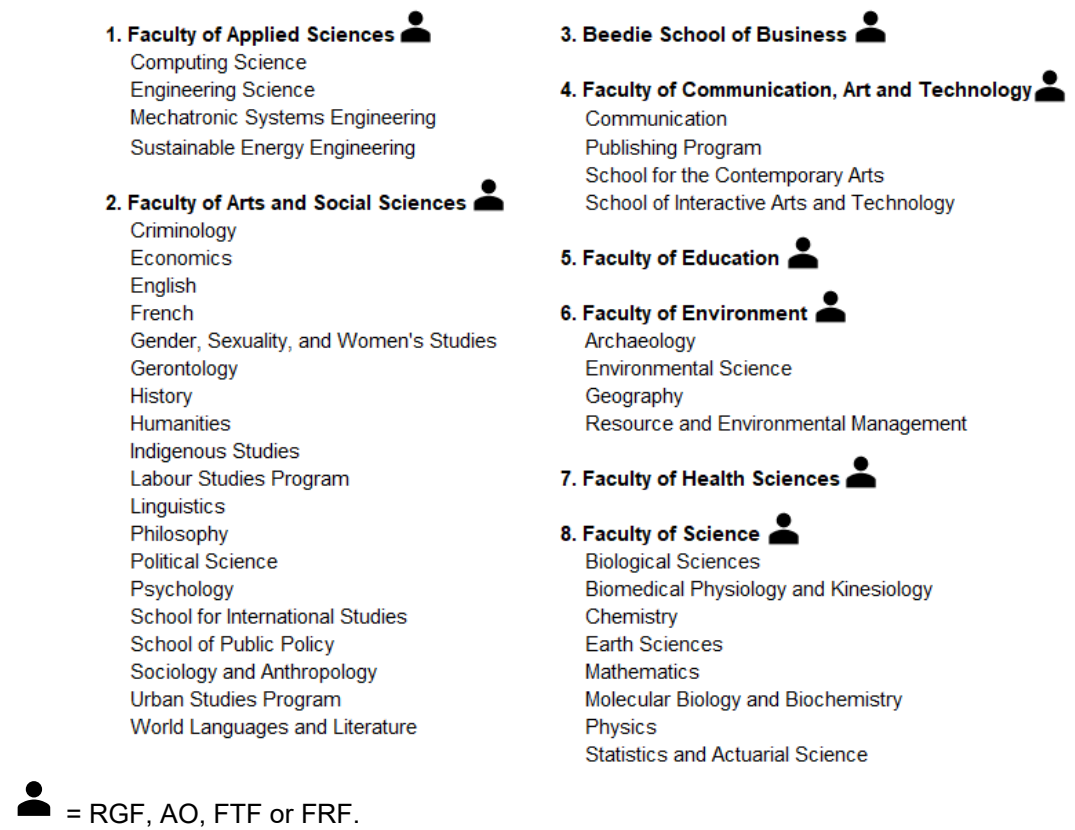 1. Faculty of Applied Sciences
Computing Science
Engineering Science
Mechatronic Systems Engineering
Sustainable Energy Engineering
2. Faculty of Arts and Social Sciences
Criminology
Economics
English
French
Gender, Sexuality, and Women's Studies
Gerontology
History
Humanities
Indigenous Studies
Labour Studies Program
Linguistics
Philosophy
Political Science
Psychology
School for International Studies
School of Public Policy
Sociology and Anthropology
Urban Studies Program
World Languages and Literature
3. Beedie School of Business
4. Faculty of Communication, Art and Technology
Communication
Publishing Program
School for the Contemporary Arts
School of Interactive Arts and Technology
5. Faculty of Education
6. Faculty of Environment
Archaeology
Environmental Science
Geography
Resource and Environmental Management
7. Faculty of Health Sciences
8. Faculty of Science
Biological Sciences
Biomedical Physiology and Kinesiology
Chemistry
Earth Sciences
Mathematics
Molecular Biology and Biochemistry
Physics
Statistics and Actuarial Science
= RGF, AO, FTF or FRF.